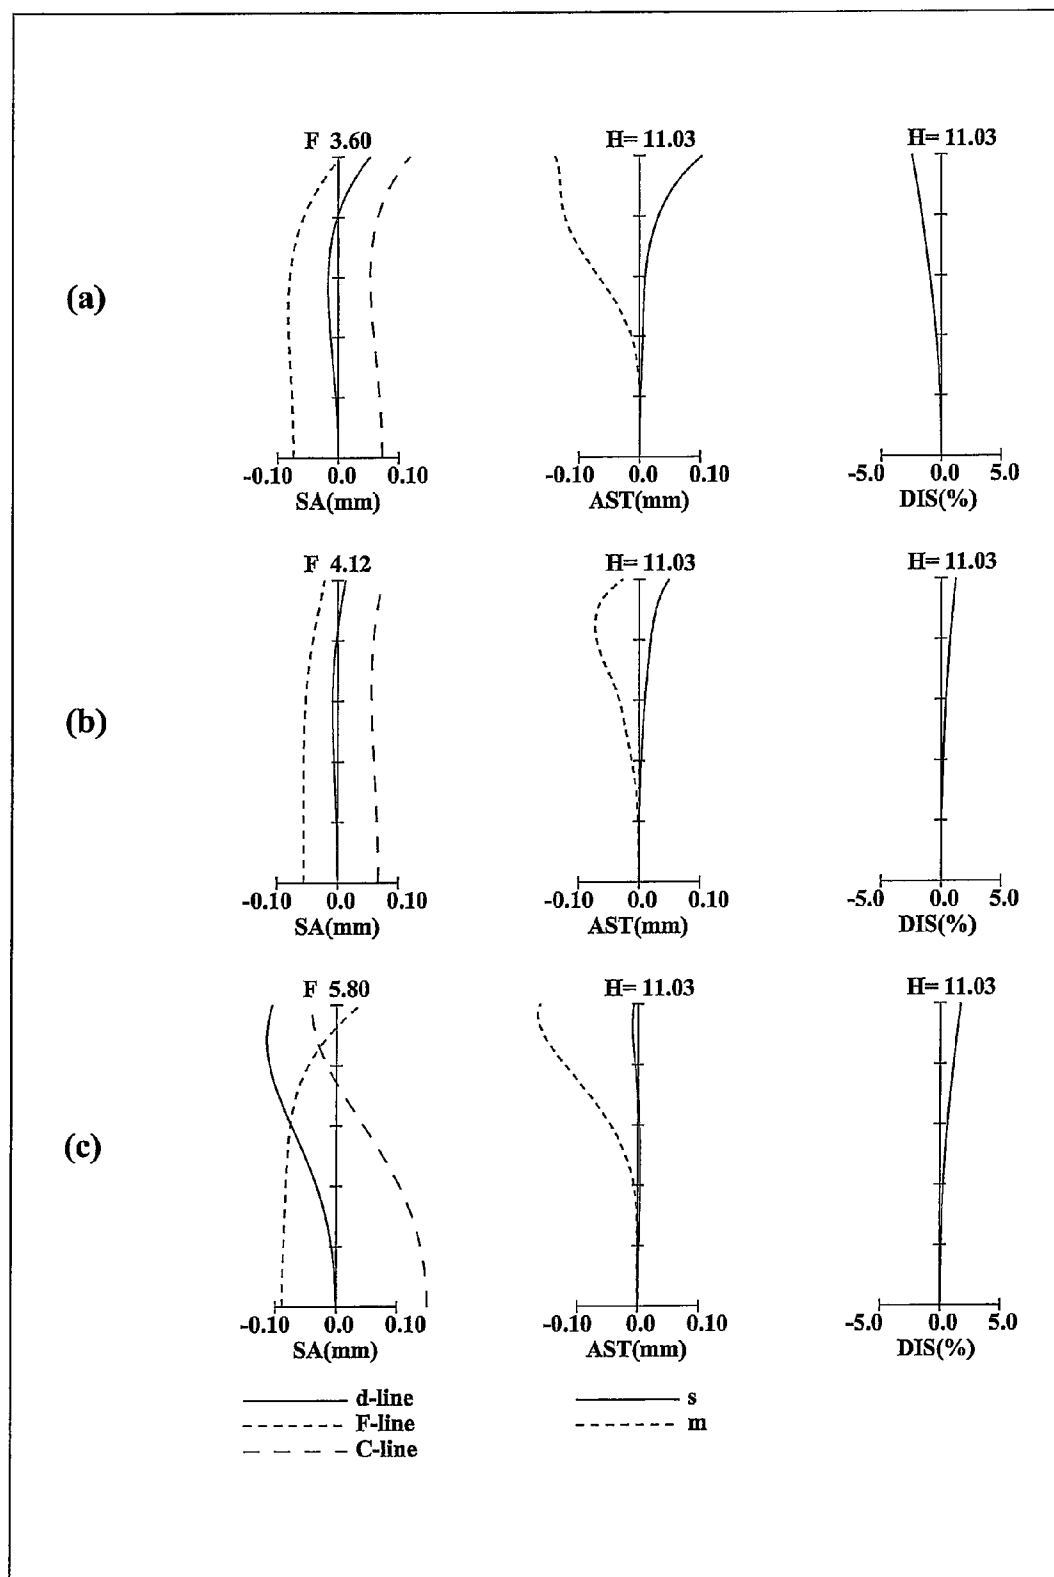 F 3.60 H= 11.03 H= 11.03
(a)
-0.10 0.0 0.10 -0.10 0.0 0.10 -5.0 0.0 5.0
SA(mm) AST(mm) DIS(%)
F 4.12 H= 11.03 H= 11.03
(b)
-0.10 0.0 0.10 -0.10 0.0 0.10 -5.0 0.0 5.0
SA(mm) AST(mm) DIS(%)
F 5.80 H= 11.03 H= 11.03
(c)
-0.10 0.0 0.10 -0.10 0.0 0.10 -5.0 0.0 5.0
SA(mm) AST(mm) DIS(%)
d-line s
F-line m
C-line